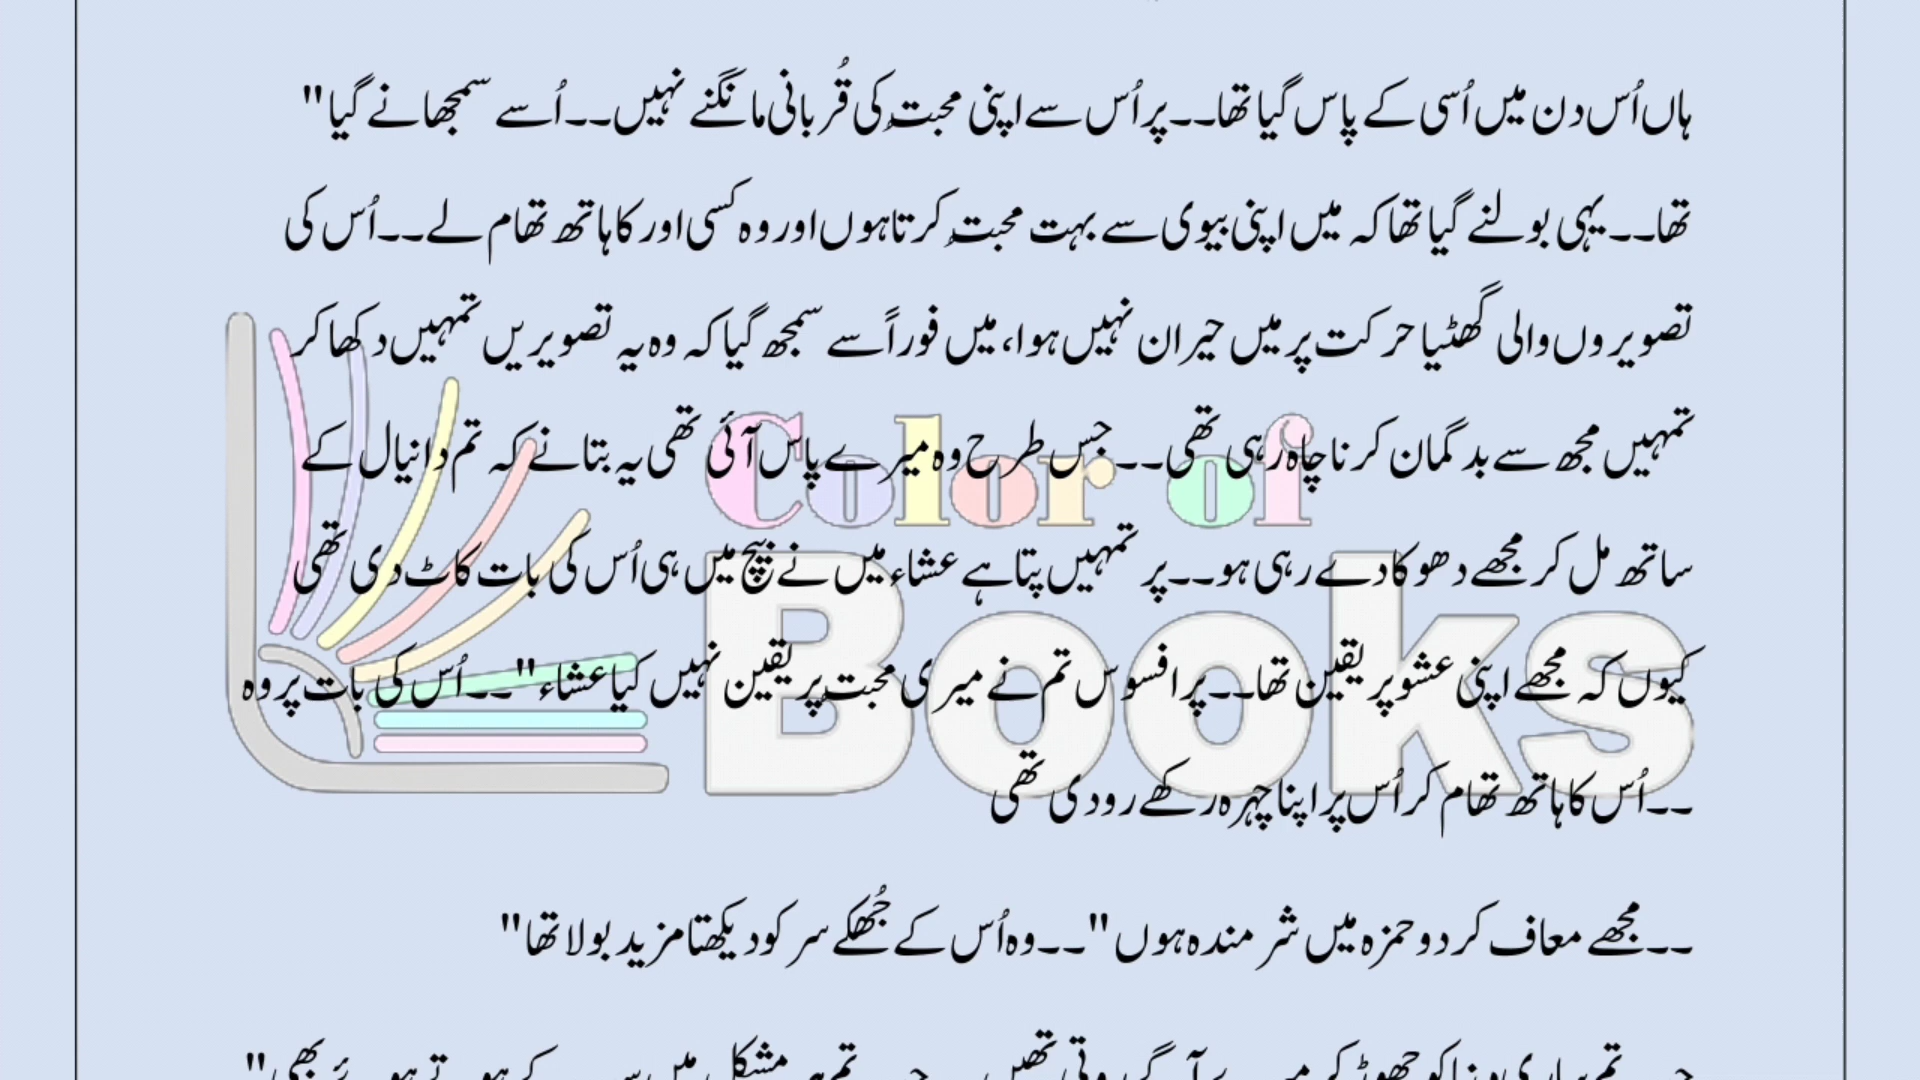 ہاں اُس دن میں اُسی کے پاس گیا تھا۔۔پر اُس سے اپنی محبت کی قُربانی مانگنے نہیں۔۔اُسے سمجھانے گیا"
تھا۔۔یہی بولنے گیا تھا کہ میں اپنی بیوی سے بہت محبت کرتا ہوں اور وہ کسی اور کا ہاتھ تھام لے۔۔اُس کی
تصویروں والی گھٹیا حرکت پر میں حیران نہیں ہوا، میں فوراً سے سمجھ گیا کہ وہ یہ تصویریں تمہیں دکھا کر
تمہیں مجھ سے بدگمان کرنا چاہ رہی تھی۔۔جس طرح وہ میرے پاس آئی تھی یہ بتانے کہ تم دانیال کے
ساتھ مل کر مجھے دھوکا دے رہی ہو۔۔پر تمہیں پتا ہے عشاء میں نے بیچ میں ہی اُس کی بات کاٹ دی تھی
کیوں کہ مجھے اپنی عشو پر یقین تھا۔۔پر افسوس تم نے میری محبت پر یقین نہیں کیا عشاء"۔۔اُس کی بات پر وہ
۔۔اُس کا ہاتھ تھام کر اُس پر اپنا چہرہ رکھے رو دی تھی
۔۔مجھے معاف کر دو حمزہ میں شرمندہ ہوں"۔۔وہ اُس کے جُھکے سر کو دیکھتا مزید بولا تھا"
Color of
Books